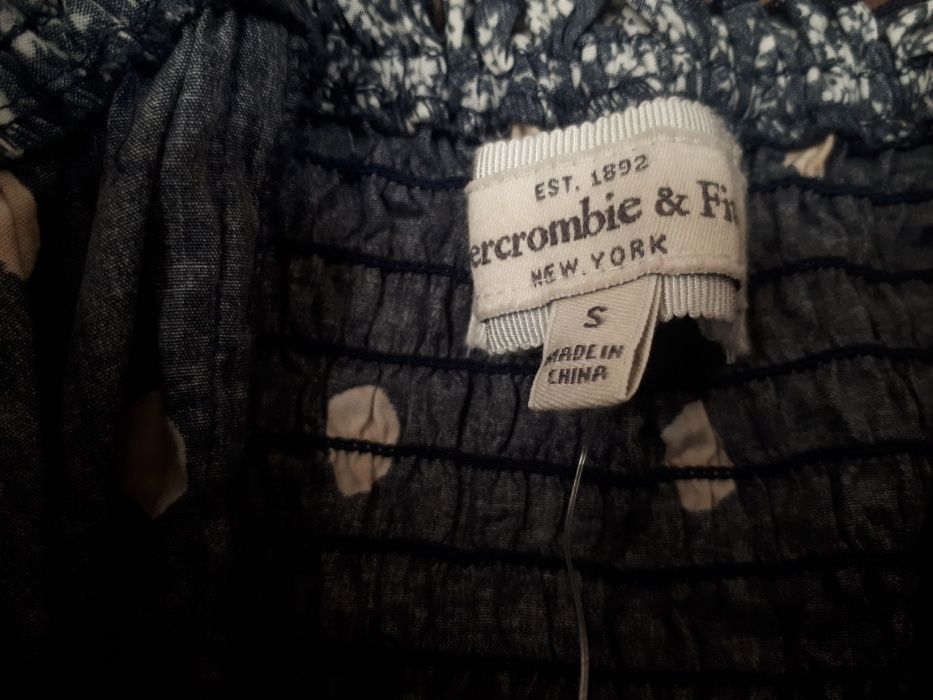 EST. 1892
ercrombie & Fi
NEW YORK
S
MADE IN
CHINA